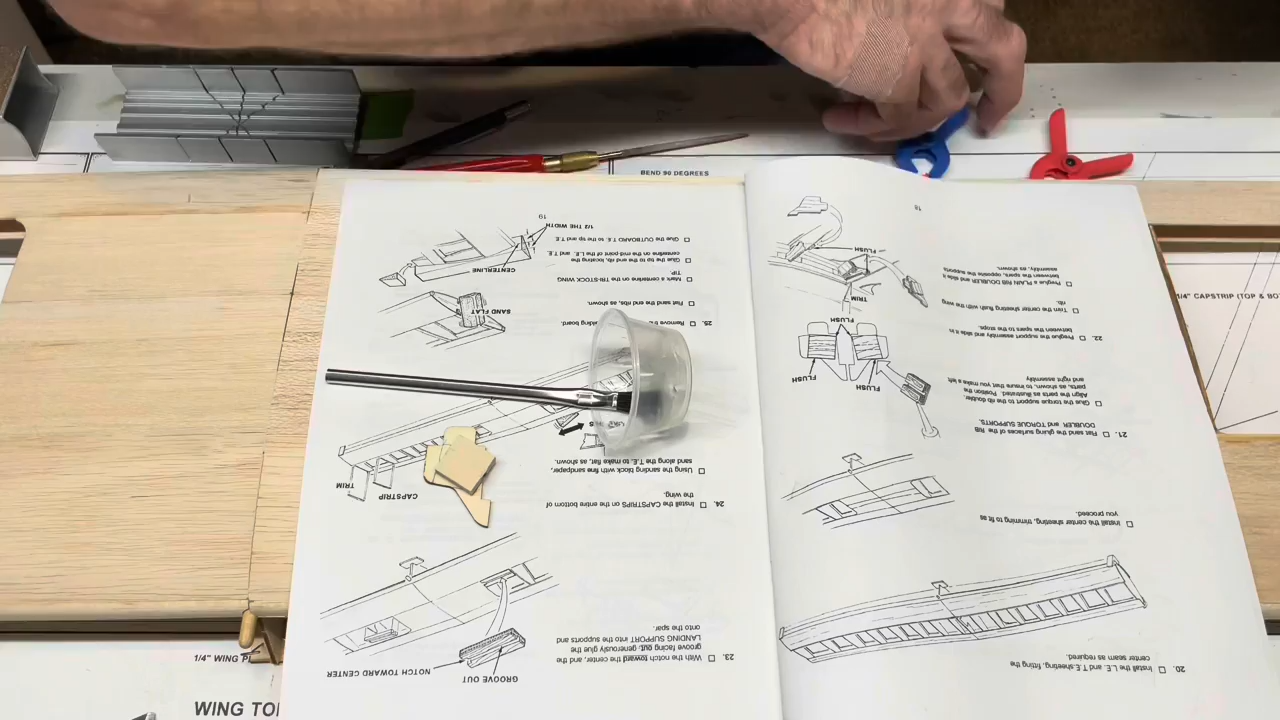 BEND 90 DEGREES
1/4" CAPSTRIP (TOP & BO
1/4" WING P
WING TO
20. Install the L.E. and T.E. sheeting, fitting the
center seam as required.
Install the center sheeting, trimming to fit as
you proceed.
21. Flat sand the gluing surfaces of the RIB
DOUBLER and TORQUE SUPPORTS.
Glue the torque support to the rib doubler.
Align the parts as illustrated. Position the
parts, as shown, to insure that you make a left
and right assembly
FLUSH
FLUSH
FLUSH
22. Preglue the support assembly and slide it in
between the spars to the stops.
Trim the center sheeting flush with the wing
rib.
TRIM
Preglue a PLAIN RIB DOUBLER and slide it
between the spars, opposite the supports
assembly, as shown.
FLUSH
18
GROOVE OUT
NOTCH TOWARD CENTER
23. With the notch toward the center, and the
groove facing out, generously glue the
LANDING SUPPORT into the supports and
onto the spar.
24. Install the CAPSTRIPS on the entire bottom of
the wing.
CAPSTRIP
TRIM
Using the sanding block with fine sandpaper,
sand along the T.E. to make flat, as shown.
25. Remove building board.
Flat sand the end ribs, as shown.
SAND FLAT
Mark a centerline on the TRI-STOCK WING
TIP.
CENTERLINE
Glue the tip to the end rib, locating the
centerline on the mid point of the L.E. and T.E.
Glue the OUTBOARD T.E. to the tip and T.E.
1/2 THE WIDTH
19